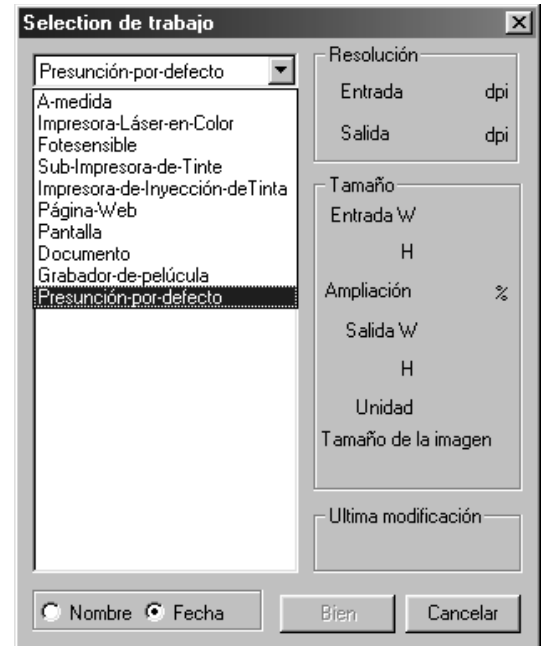 Selection de trabajo
Presunción-por-defecto
A-medida
Impresora-Láser-en-Color
Fotesensible
Sub-Impresora-de-Tinte
Impresora-de-Inyección-deTinta
Página-Web
Pantalla
Documento
Grabador-de-pelúcula
Presunción-por-defecto
Nombre
Fecha
Resolución
Entrada dpi
Salida dpi
Tamaño
Entrada W
H
Ampliación %
Salida W
H
Unidad
Tamaño de la imagen
Ultima modificación
Bien
Cancelar